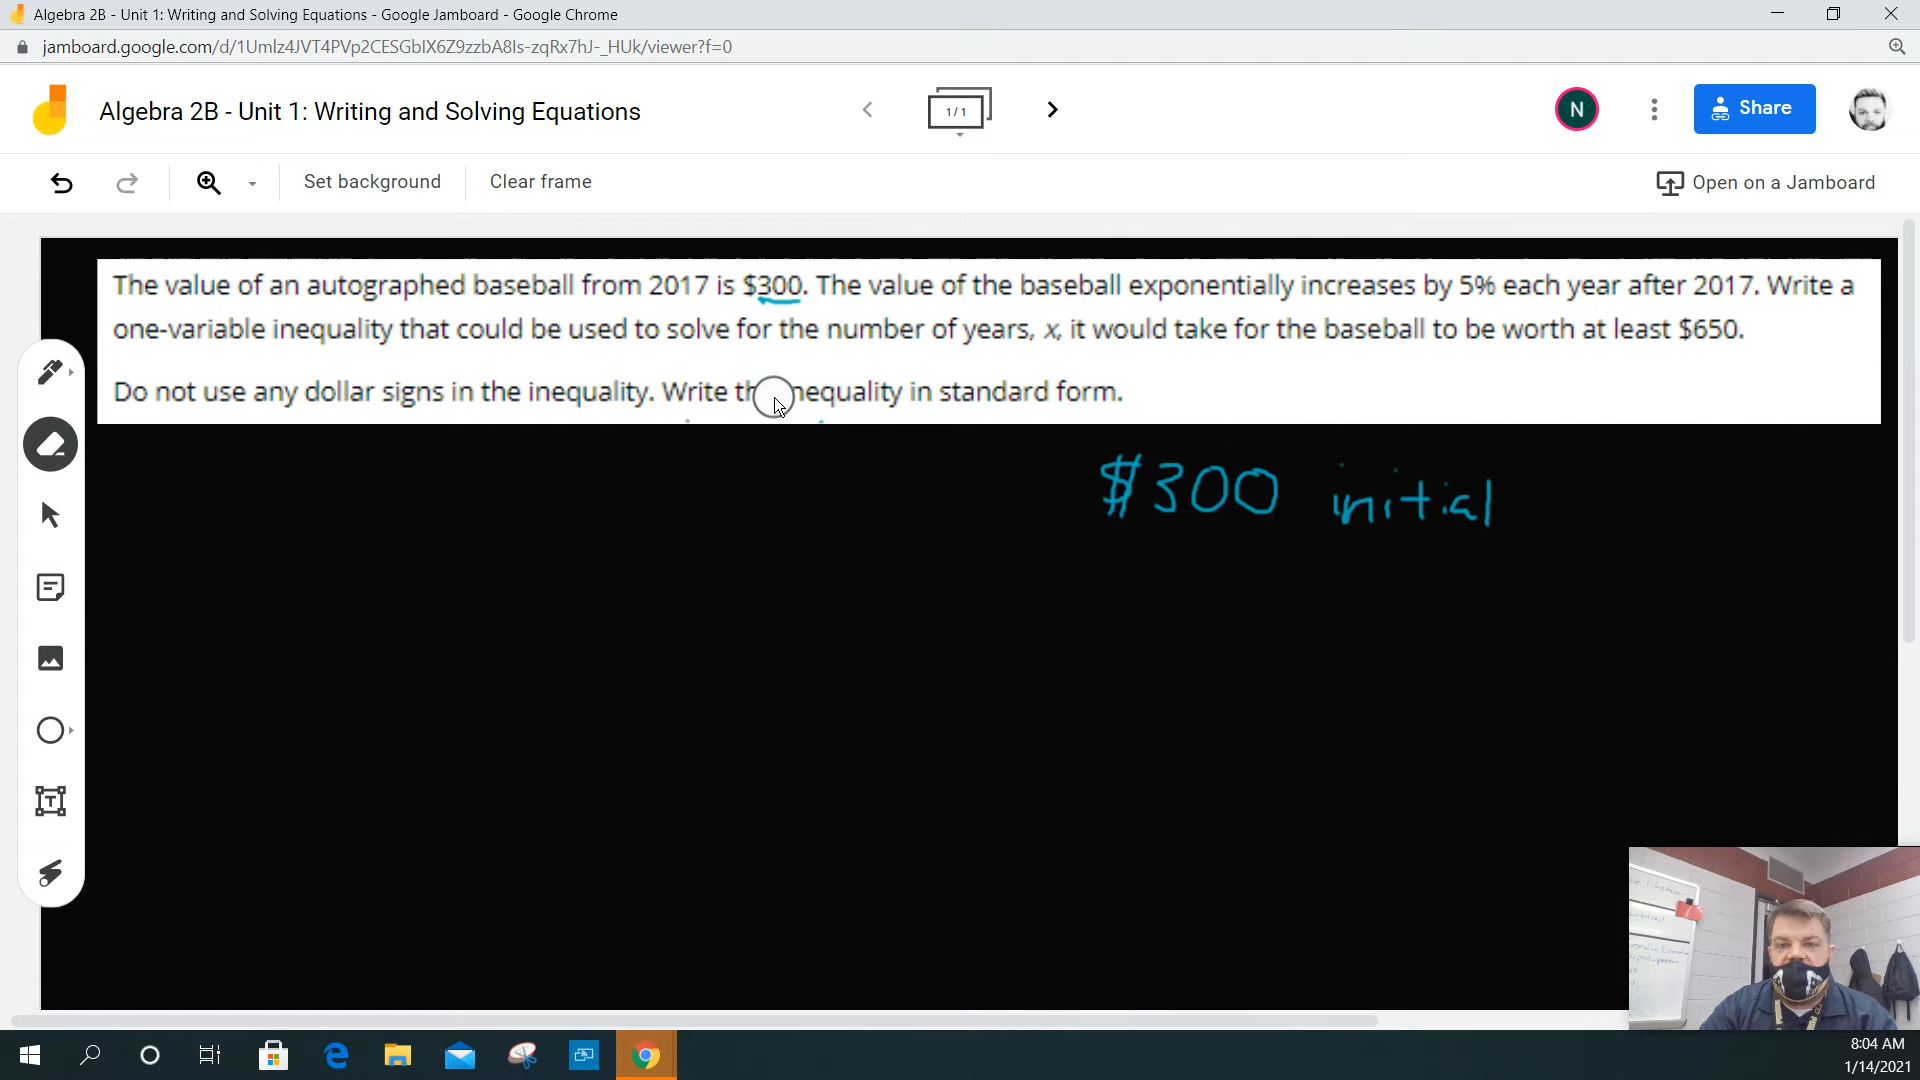 Algebra 2B - Unit 1: Writing and Solving Equations - Google Jamboard - Google Chrome
jamboard.google.com/d/1Umlz4JVT4PVp2CESGbIX6Z9zzbA8Is-zqRx7hJ-_HUk/viewer?f=0
Algebra 2B - Unit 1: Writing and Solving Equations
1 / 1
N
Share
Set background
Clear frame
Open on a Jamboard
The value of an autographed baseball from 2017 is $300. The value of the baseball exponentially increases by 5% each year after 2017. Write a
one-variable inequality that could be used to solve for the number of years, x, it would take for the baseball to be worth at least $650.
Do not use any dollar signs in the inequality. Write th nequality in standard form.
$300 initial
8:04 AM
1/14/2021